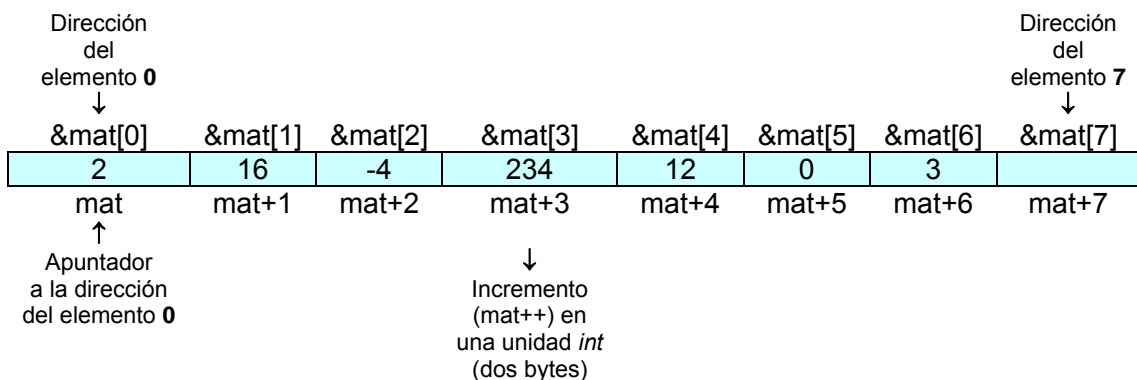 Dirección
del
elemento 0
↓
Dirección
del
elemento 7
↓
&mat[0] &mat[1] &mat[2] &mat[3] &mat[4] &mat[5] &mat[6] &mat[7]
2 16 -4 234 12 0 3
mat mat+1 mat+2 mat+3 mat+4 mat+5 mat+6 mat+7
↑
Apuntador
a la dirección
del elemento 0
↓
Incremento
(mat++) en
una unidad int
(dos bytes)